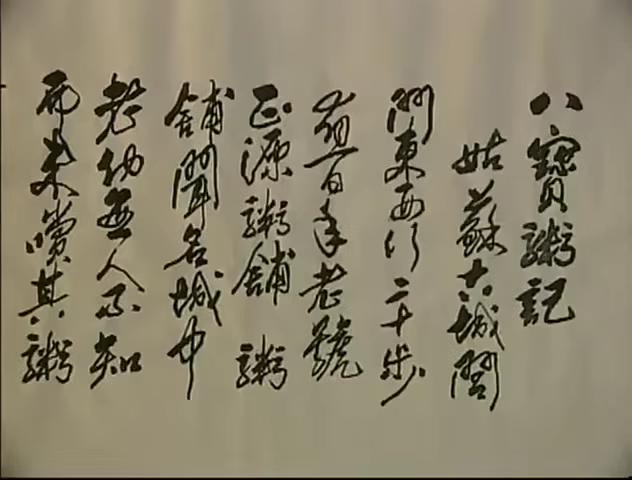 八寶粥記
姑蘇古城閶
門東西行二十步
有百年老號
正源粥舖 粥
舖聞名城中
老幼無人不知
而未嚐其粥